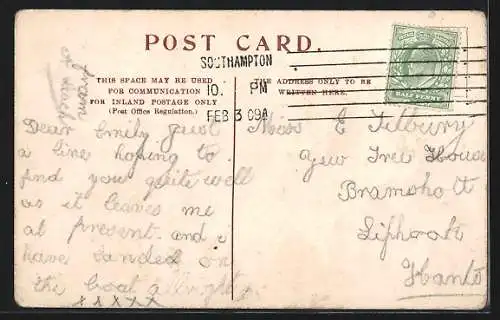 POST CARD.
SOUTHAMPTON
10. PM
FEB 3 09A
THIS SPACE MAY BE USED
FOR COMMUNICATION
FOR INLAND POSTAGE ONLY
(Post Office Regulation.)
THE ADDRESS ONLY TO BE
WRITTEN HERE.
HALFPENNY
from
Dear Emily just
a line hoping to
find you quite well
as it leaves me
at present. and i
have landed on
the boat allright
xxxxx
Miss E Tilbury
Yew Tree House
Bramshott
Liphook
Hants